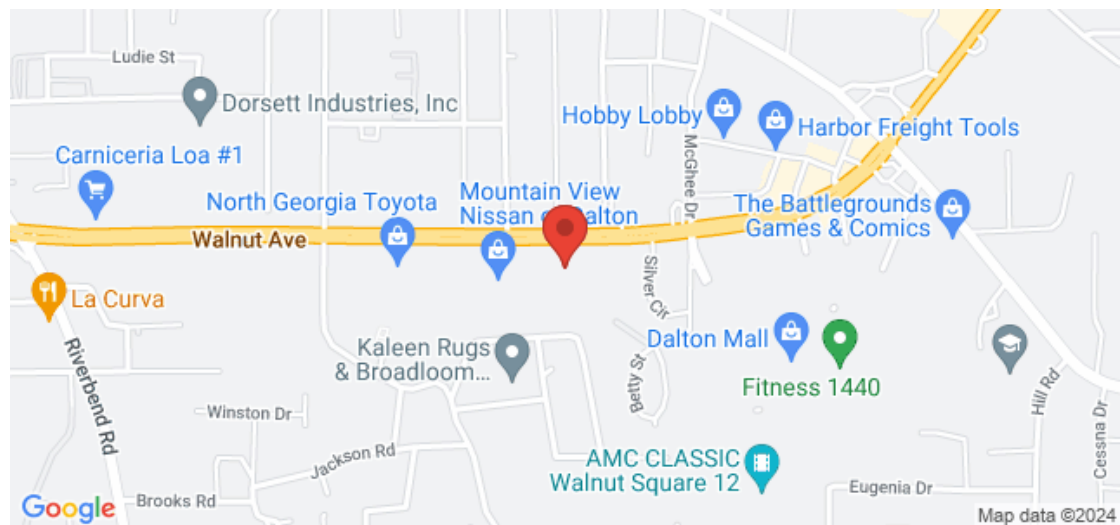 Ludie St
Dorsett Industries, Inc
Hobby Lobby
Harbor Freight Tools
McGhee Dr
Carniceria Loa #1
North Georgia Toyota
Mountain View
Nissan of Dalton
The Battlegrounds
Games & Comics
Walnut Ave
Silver Cir
La Curva
Kaleen Rugs
& Broadloom...
Dalton Mall
Fitness 1440
Betty St
Riverbend Rd
Winston Dr
Hill Rd
Cessna Dr
Jackson Rd
AMC CLASSIC
Walnut Square 12
Eugenia Dr
Brooks Rd
Google
Map data ©2024